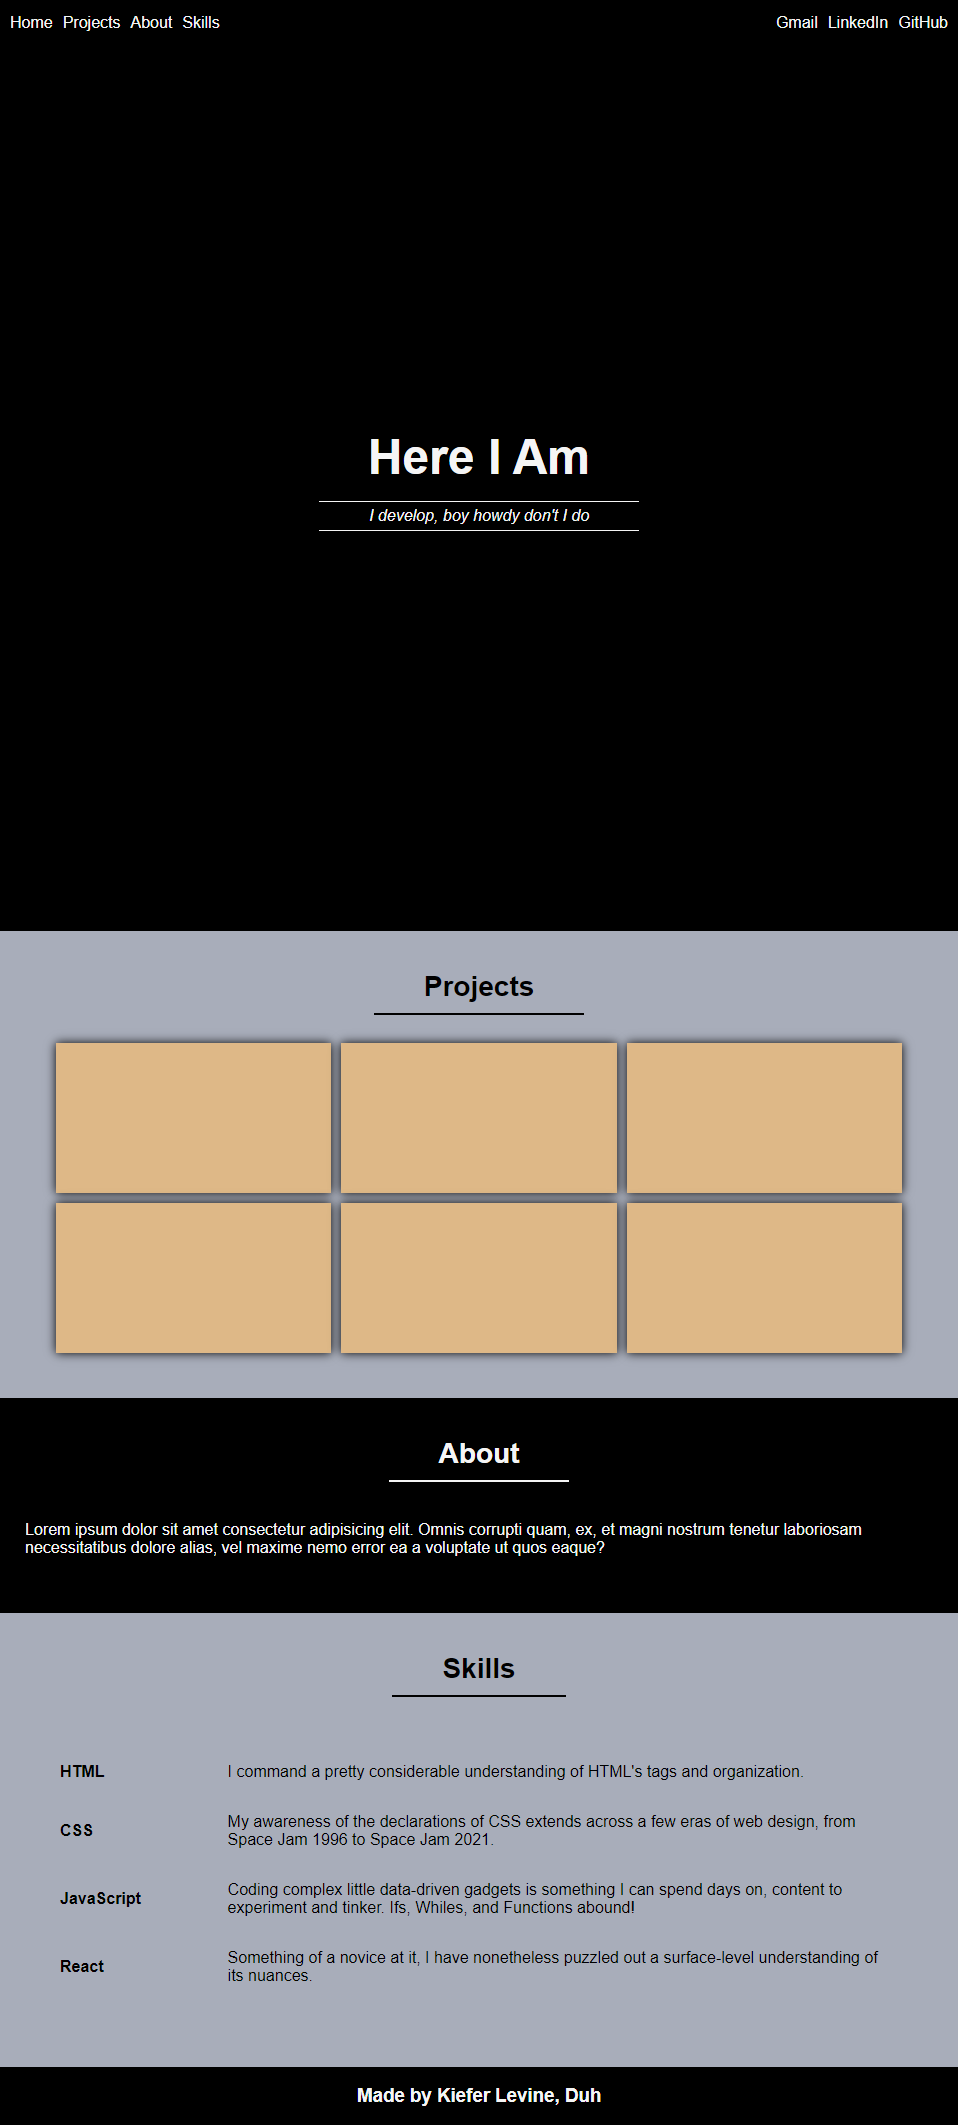 Home Projects About Skills Gmail LinkedIn GitHub
Here I Am
I develop, boy howdy don't I do
Projects
About
Lorem ipsum dolor sit amet consectetur adipisicing elit. Omnis corrupti quam, ex, et magni nostrum tenetur laboriosam
necessitatibus dolore alias, vel maxime nemo error ea a voluptate ut quos eaque?
Skills
HTML
I command a pretty considerable understanding of HTML's tags and organization.
CSS
My awareness of the declarations of CSS extends across a few eras of web design, from
Space Jam 1996 to Space Jam 2021.
JavaScript
Coding complex little data-driven gadgets is something I can spend days on, content to
experiment and tinker. Ifs, Whiles, and Functions abound!
React
Something of a novice at it, I have nonetheless puzzled out a surface-level understanding of
its nuances.
Made by Kiefer Levine, Duh